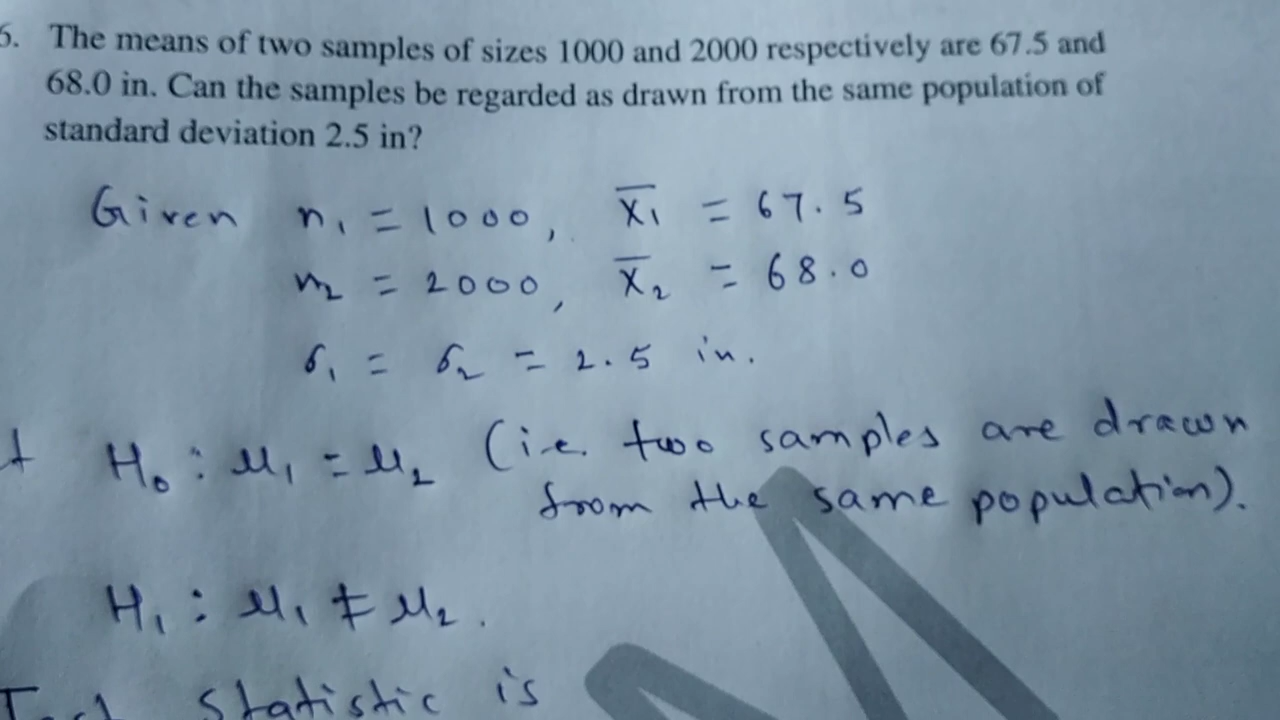 6. The means of two samples of sizes 1000 and 2000 respectively are 67.5 and
68.0 in. Can the samples be regarded as drawn from the same population of
standard deviation 2.5 in?
Given n₁ = 1000, X̅₁ = 67.5
n₂ = 2000, X̅₂ = 68.0
σ₁ = σ₂ = 2.5 in.
H₀ : μ₁ = μ₂ (i.e. two samples are drawn
from the same population).
H₁ : μ₁ ≠ μ₂.
Test statistic is